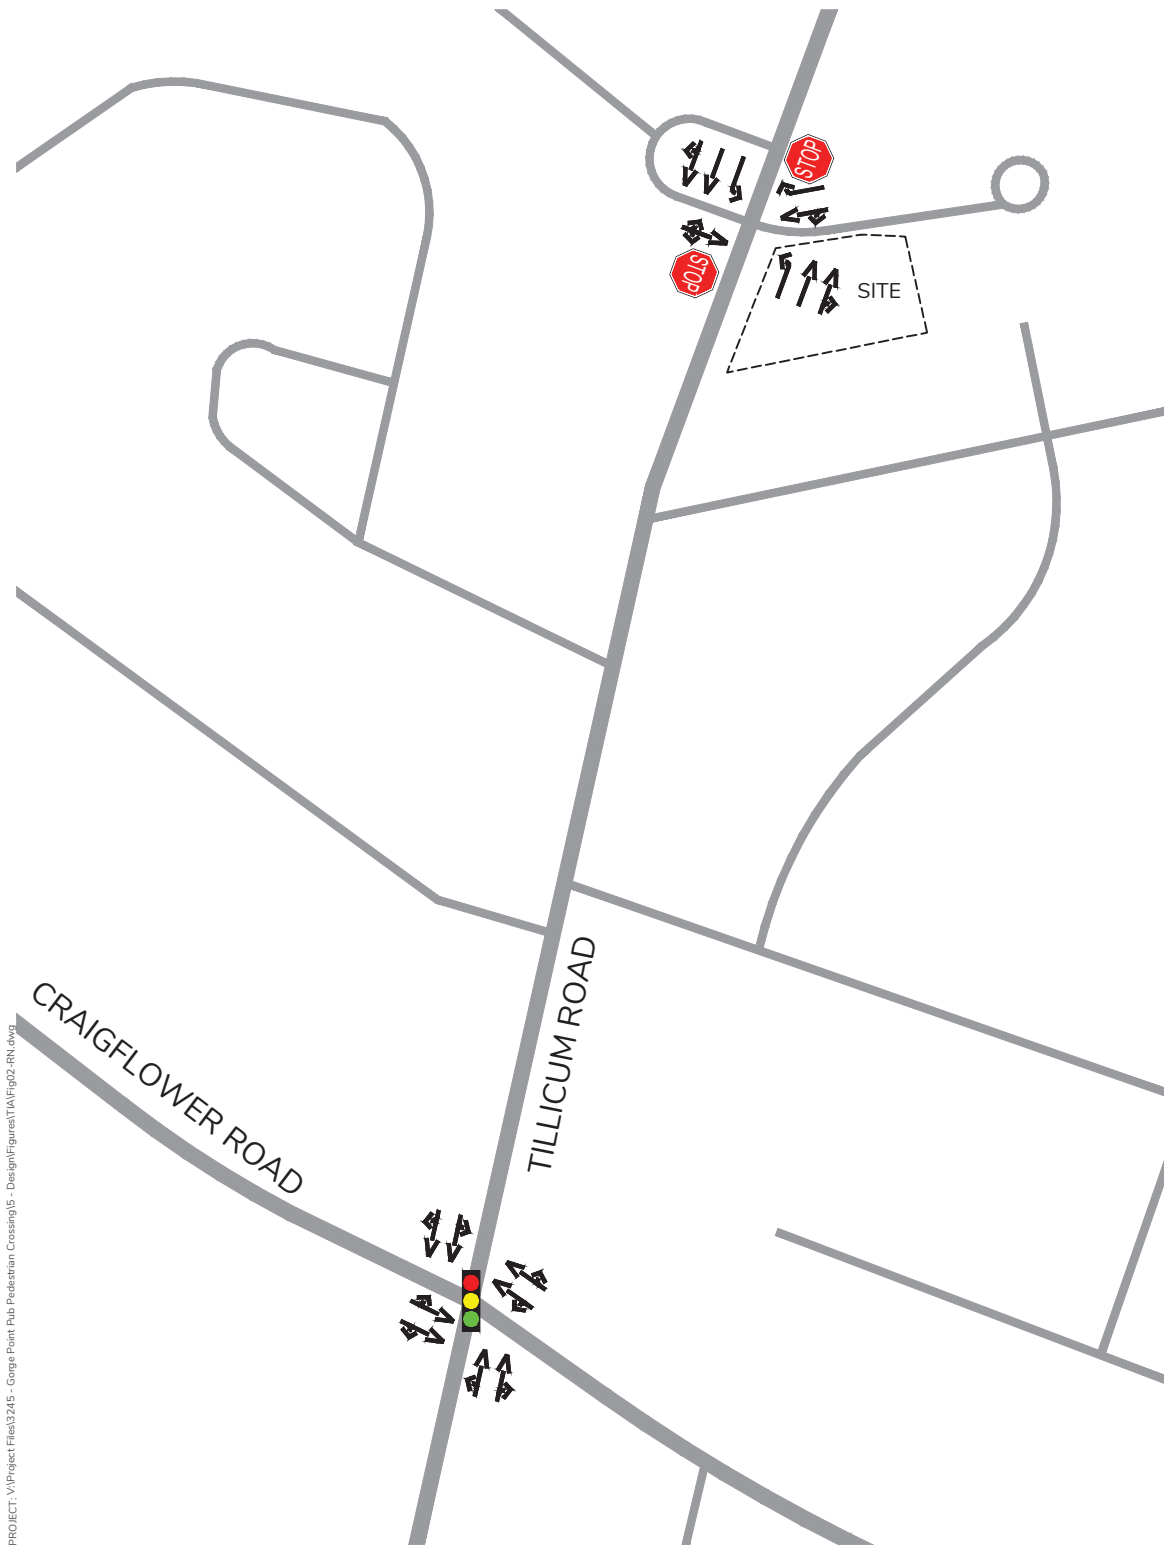 STOP
STOP
SITE
TILLICUM ROAD
CRAIGFLOWER ROAD
PROJECT: V:\Project Files\3245 - Gorge Point Pub Pedestrian Crossing\5 - Design\Figures\TIA\Fig02-RN.dwg